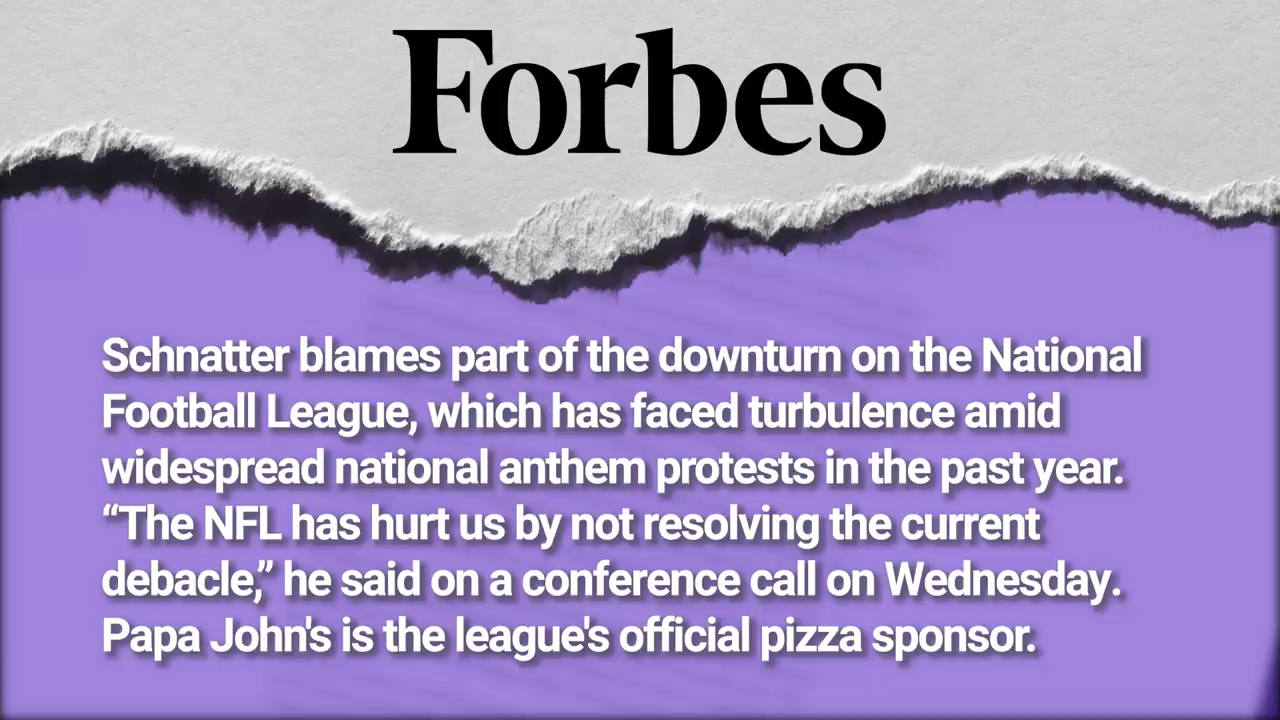 Forbes
Schnatter blames part of the downturn on the National
Football League, which has faced turbulence amid
widespread national anthem protests in the past year.
“The NFL has hurt us by not resolving the current
debacle,” he said on a conference call on Wednesday.
Papa John's is the league's official pizza sponsor.